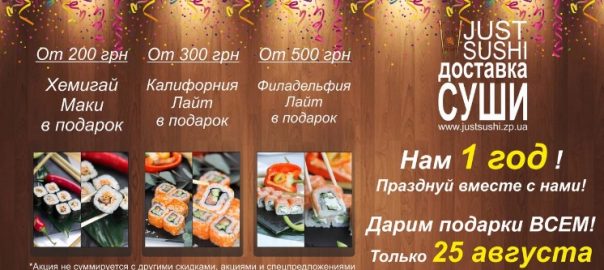 От 200 грн
Хемигай
Маки
в подарок
От 300 грн
Калифорния
Лайт
в подарок
От 500 грн
Филадельфия
Лайт
в подарок
*Акция не суммируется с другими скидками, акциями и спецпредложениями
JUST
SUSHI
доставка
СУШИ
www.justsushi.zp.ua
Нам 1 год !
Празднуй вместе с нами!
Дарим подарки ВСЕМ!
Только 25 августа